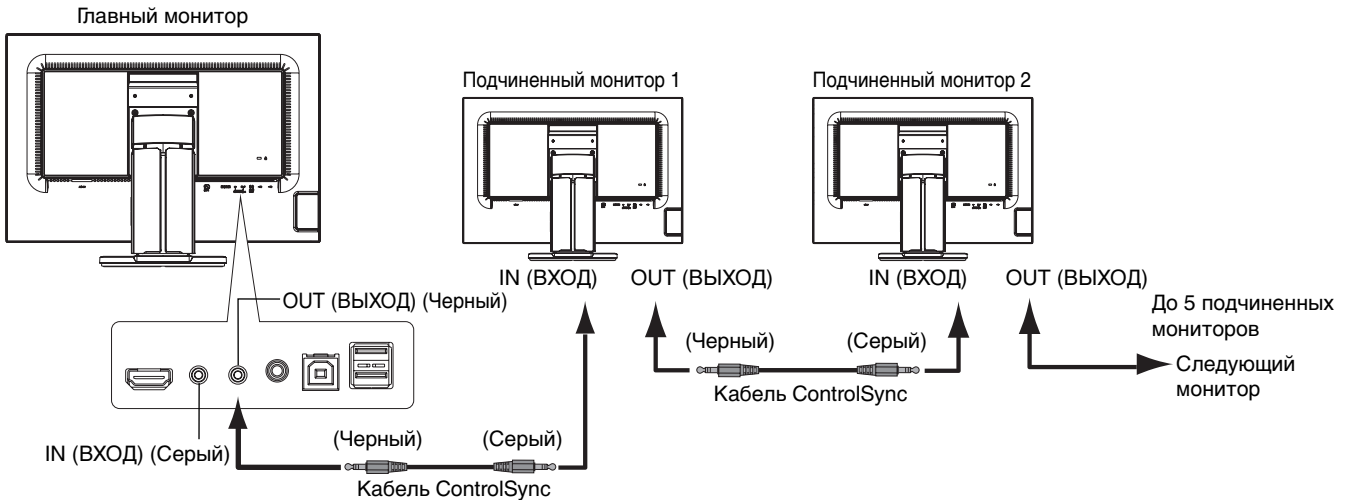 Главный монитор
Подчиненный монитор 1
Подчиненный монитор 2
IN (ВХОД)
OUT (ВЫХОД)
IN (ВХОД)
OUT (ВЫХОД)
OUT (ВЫХОД) (Черный)
До 5 подчиненных
мониторов
(Черный)
(Серый)
Следующий
монитор
Кабель ControlSync
IN (ВХОД) (Серый)
(Черный)
(Серый)
Кабель ControlSync